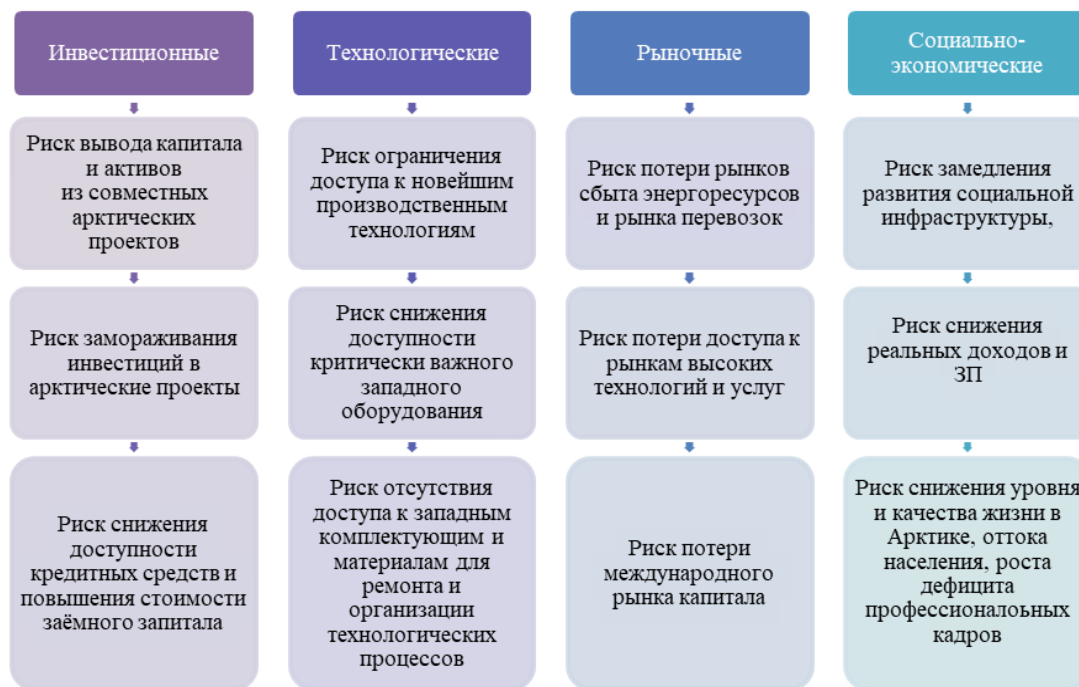 Инвестиционные
Риск вывода капитала
и активов
из совместных
арктических
проектов
Риск замораживания
инвестиций в
арктические проекты
Риск снижения
доступности
кредитных средств и
повышения стоимости
заёмного запитала
Технологические
Риск ограничения
доступа к новейшим
производственным
технологиям
Риск снижения
доступности
критически важного
западного
оборудования
Риск отсутствия
доступа к западным
комплектующим и
материалам для
ремонта и
организации
технологических
процессов
Рыночные
Риск потери рынков
сбыта энергоресурсов
и рынка перевозок
Риск потери доступа к
рынкам высоких
технологий и услуг
Риск потери
международного
рынка капитала
Социально-
экономические
Риск замедления
развития социальной
инфраструктуры,
Риск снижения
реальных доходов и
ЗП
Риск снижения уровня
и качества жизни в
Арктике, оттока
населения, роста
дефицита
профессиональных
кадров